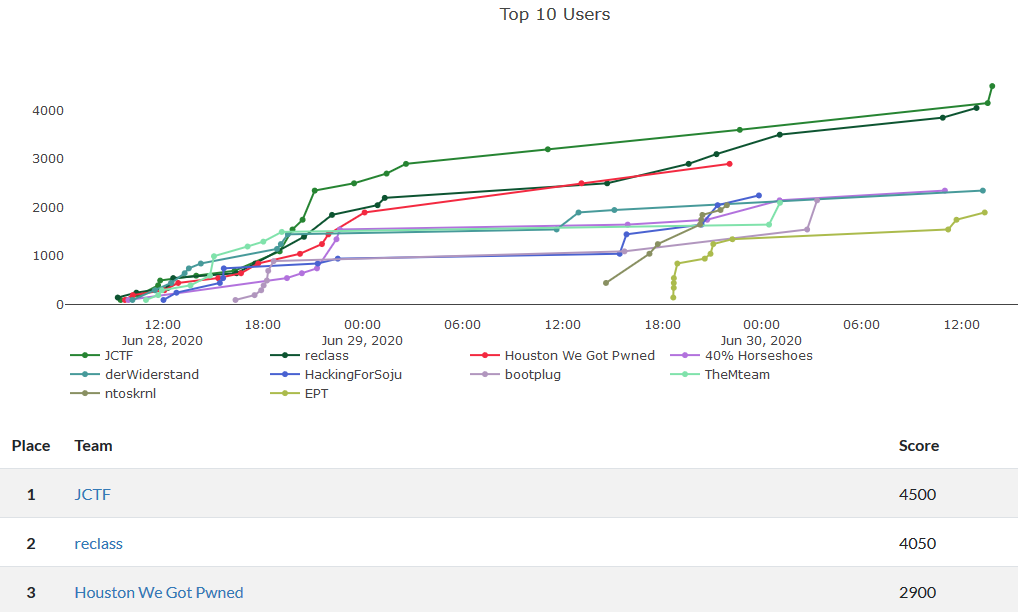 Top 10 Users
4000
3000
2000
1000
0
12:00 18:00 00:00 06:00 12:00 18:00 00:00 06:00 12:00
Jun 28, 2020 Jun 29, 2020 Jun 30, 2020
JCTF reclass Houston We Got Pwned 40% Horseshoes
derWiderstand HackingForSoju bootplug TheMteam
ntoskrnl EPT
Place Team Score
1 JCTF 4500
2 reclass 4050
3 Houston We Got Pwned 2900